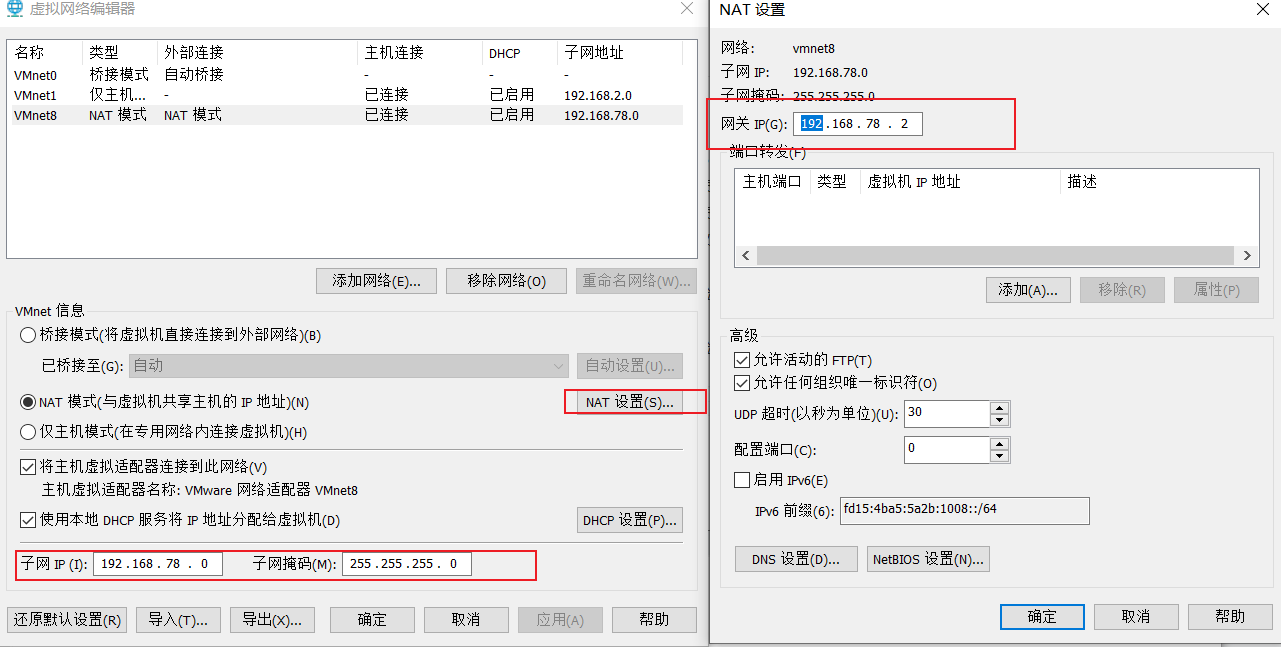 虚拟网络编辑器
名称 类型 外部连接 主机连接 DHCP 子网地址
VMnet0 桥接模式 自动桥接 - - -
VMnet1 仅主机... - 已连接 已启用 192.168.2.0
VMnet8 NAT 模式 NAT 模式 已连接 已启用 192.168.78.0
添加网络(E)... 移除网络(O) 重命名网络(W)...
VMnet 信息
桥接模式(将虚拟机直接连接到外部网络)(B)
已桥接至(G): 自动 自动设置(U)...
NAT 模式(与虚拟机共享主机的 IP 地址)(N) NAT 设置(S)...
仅主机模式(在专用网络内连接虚拟机)(H)
将主机虚拟适配器连接到此网络(V)
主机虚拟适配器名称: VMware 网络适配器 VMnet8
使用本地 DHCP 服务将 IP 地址分配给虚拟机(D) DHCP 设置(P)...
子网 IP (I): 192.168.78.0 子网掩码(M): 255.255.255.0
还原默认设置(R) 导入(T)... 导出(X)... 确定 取消 应用(A) 帮助
NAT 设置
网络: vmnet8
子网 IP: 192.168.78.0
子网掩码: 255.255.255.0
网关 IP(G): 192.168.78.2
端口转发(F)
主机端口 类型 虚拟机 IP 地址 描述
添加(A)... 移除(R) 属性(P)
高级
允许活动的 FTP(T)
允许任何组织唯一标识符(O)
UDP 超时(以秒为单位)(U): 30
配置端口(C): 0
启用 IPv6(E)
IPv6 前缀(6): fd15:4ba5:5a2b:1008::/64
DNS 设置(D)... NetBIOS 设置(N)...
确定 取消 帮助